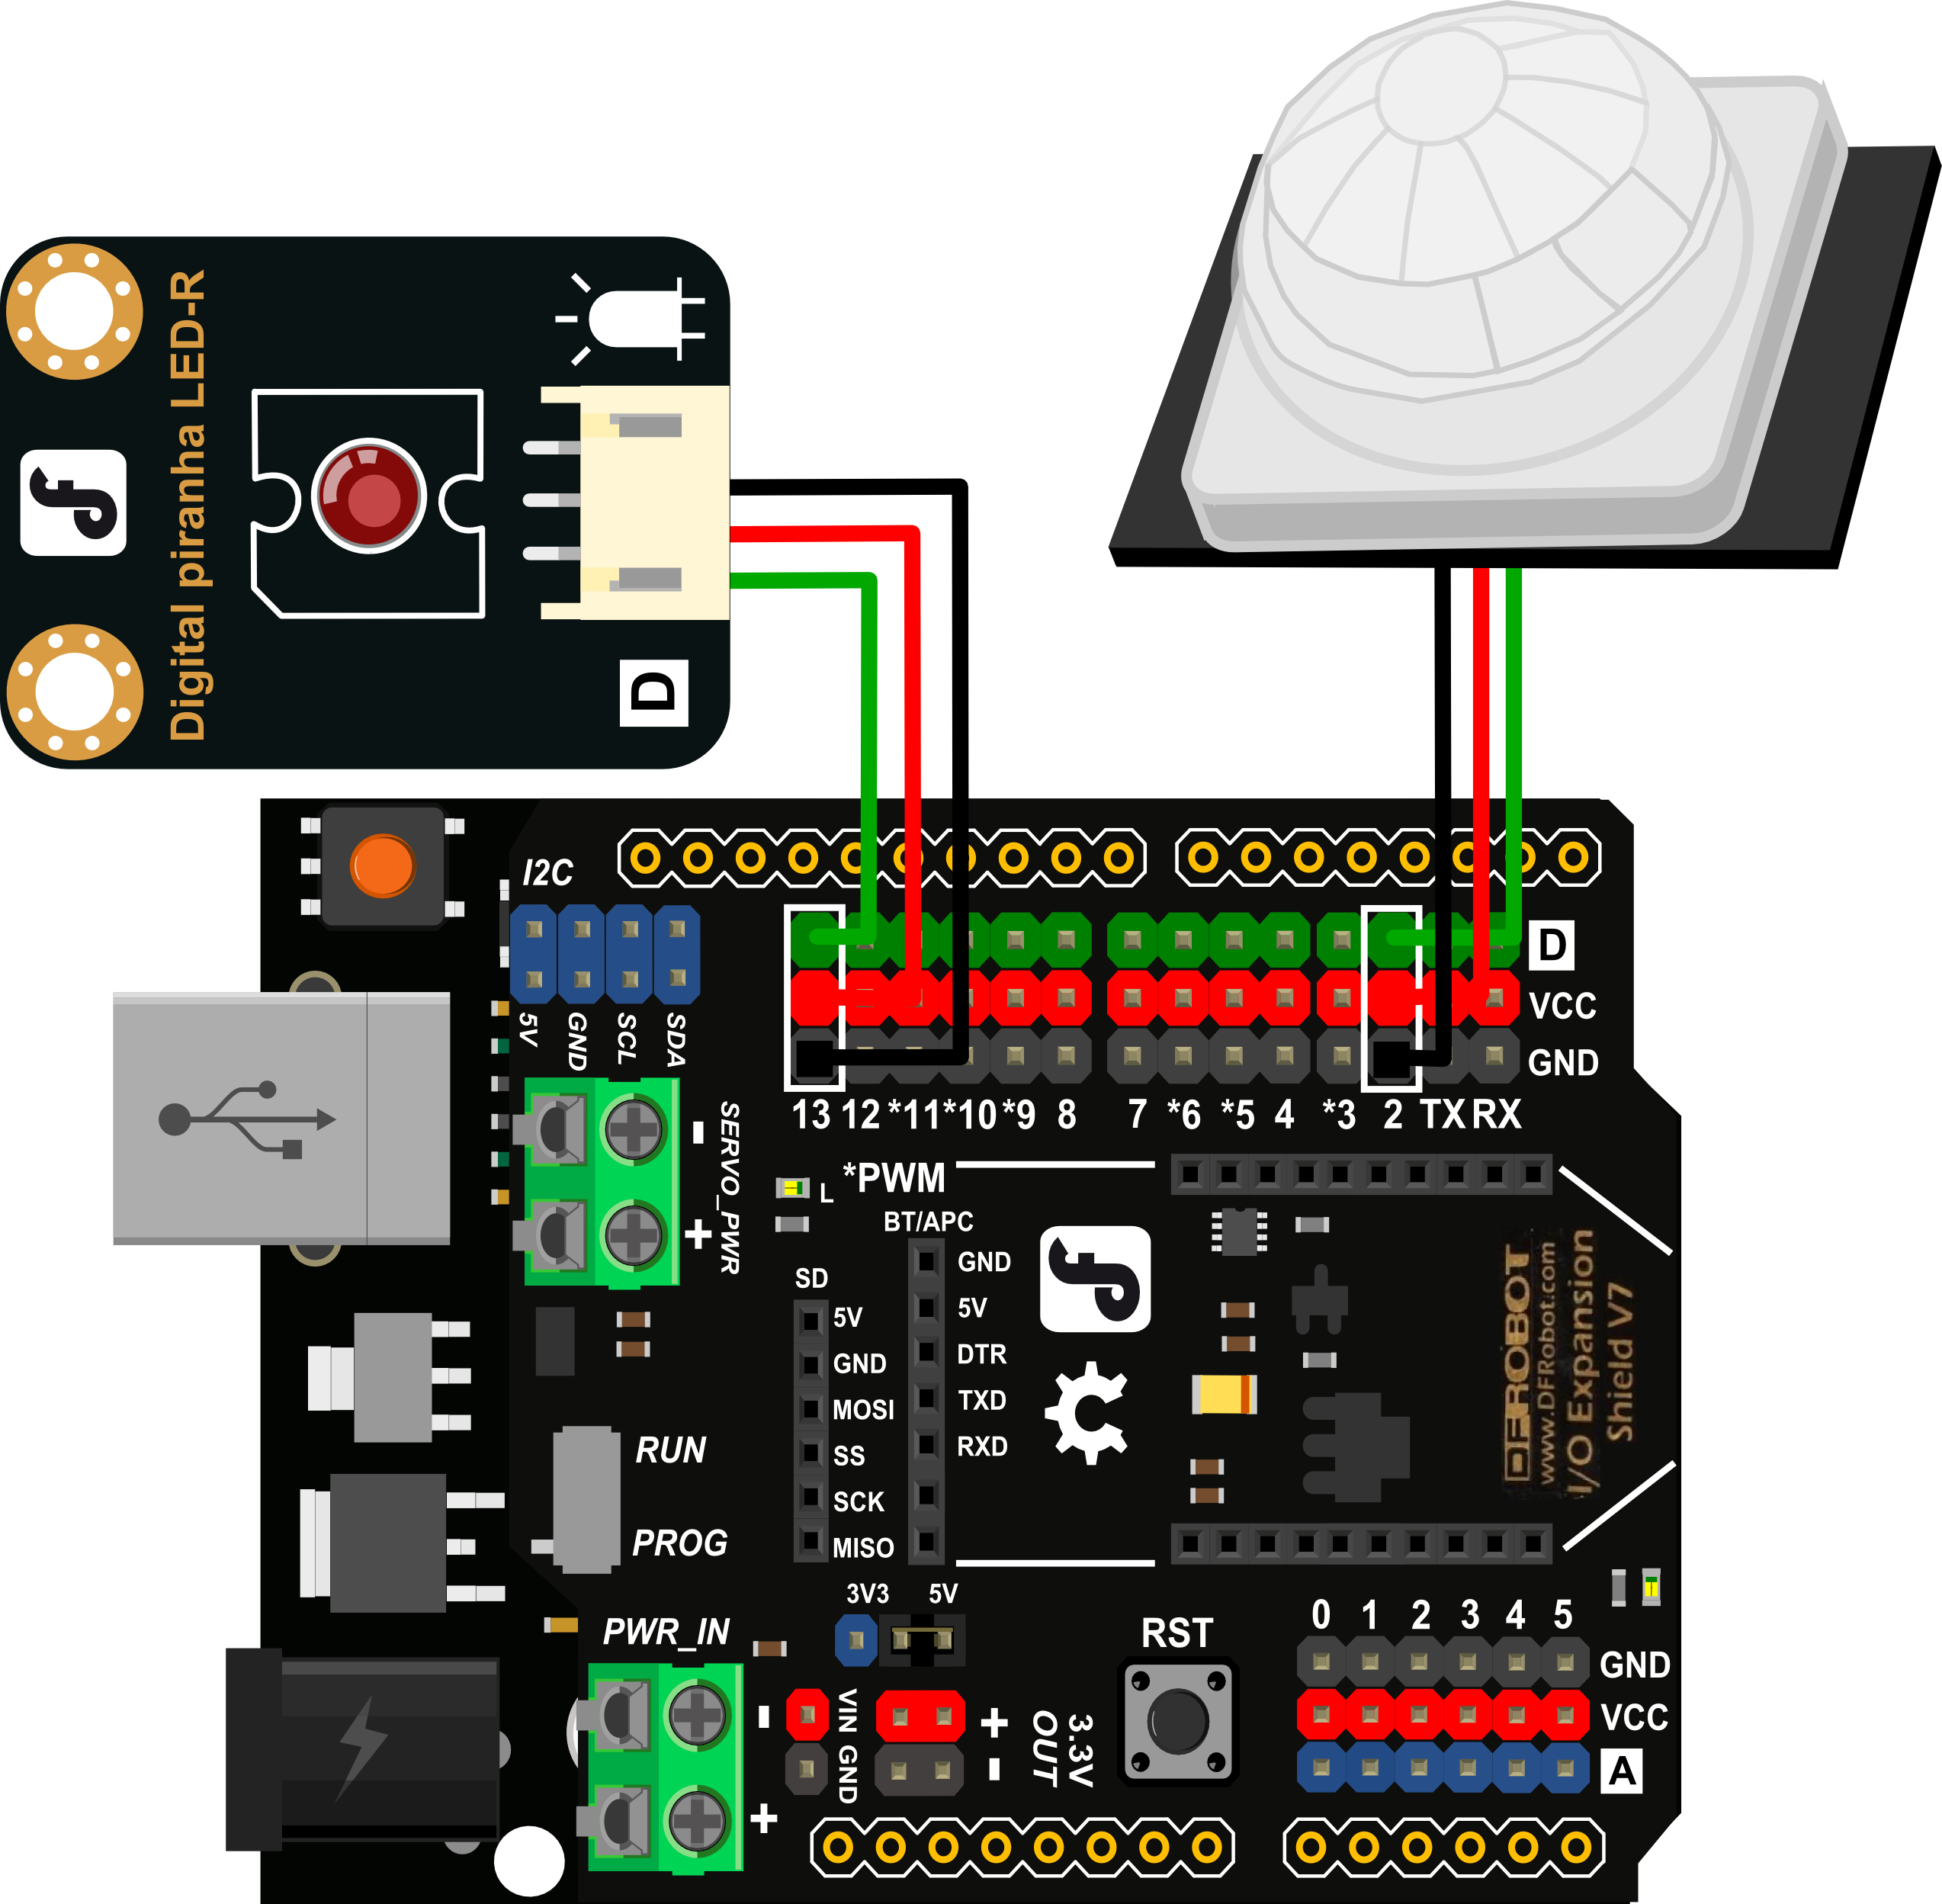 Digital piranha LED-R
D
I2C
5V
GND
SCL
SDA
D
VCC
GND
13 12 *11 *10 *9 8 7 *6 *5 4 *3 2 TX RX
SERVO_PWR
-
+
L
*PWM
BT/APC
GND
5V
DTR
TXD
RXD
SD
5V
GND
MOSI
SS
SCK
MISO
DFROBOT
www.DFRobot.com
I/O Expansion
Shield V7
RUN
PROG
3V3 5V
PWR_IN
-
+
VIN GND
+
-
3.3V
OUT
RST
0 1 2 3 4 5
GND
VCC
A